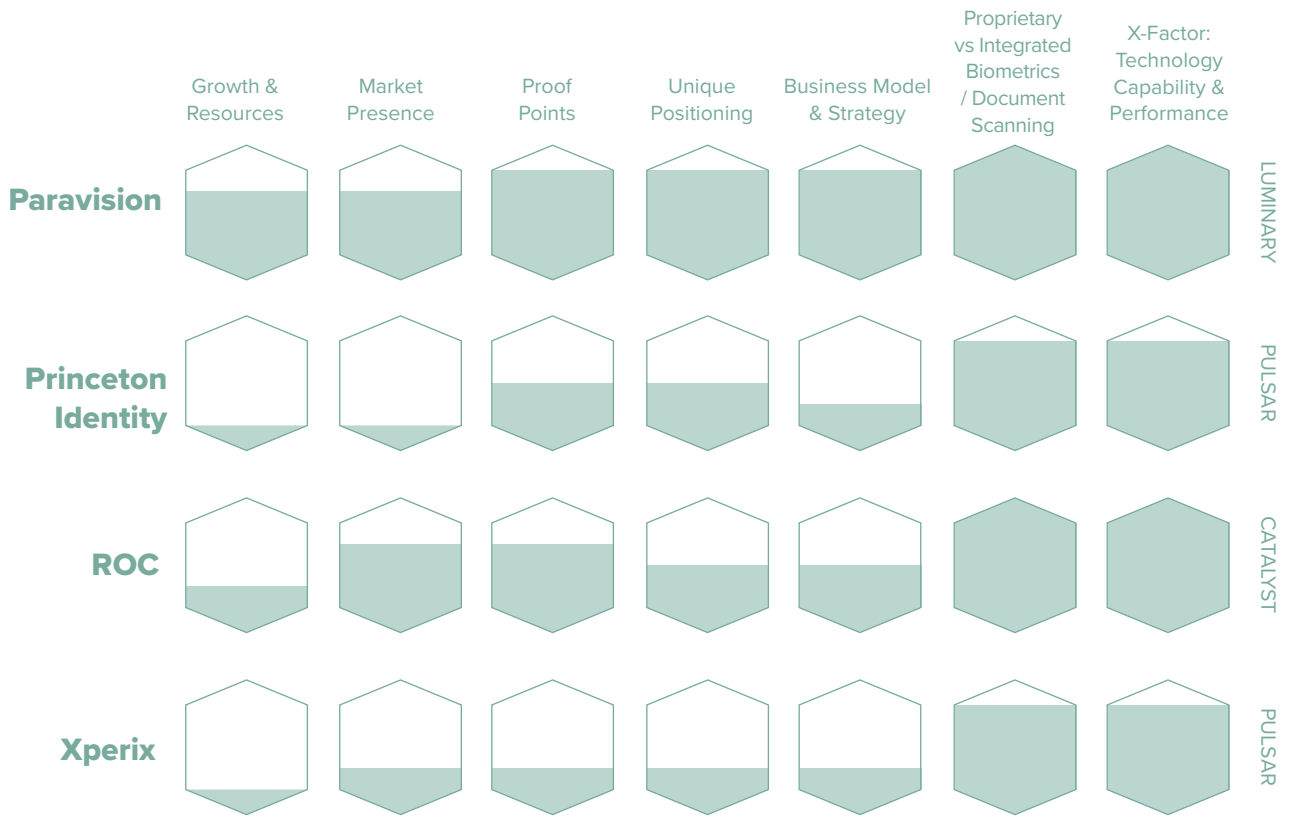 Growth &
Resources
Market
Presence
Proof
Points
Unique
Positioning
Business Model
& Strategy
Proprietary
vs Integrated
Biometrics
/ Document
Scanning
X-Factor:
Technology
Capability &
Performance
Paravision
LUMINARY
Princeton
Identity
PULSAR
ROC
CATALYST
Xperix
PULSAR